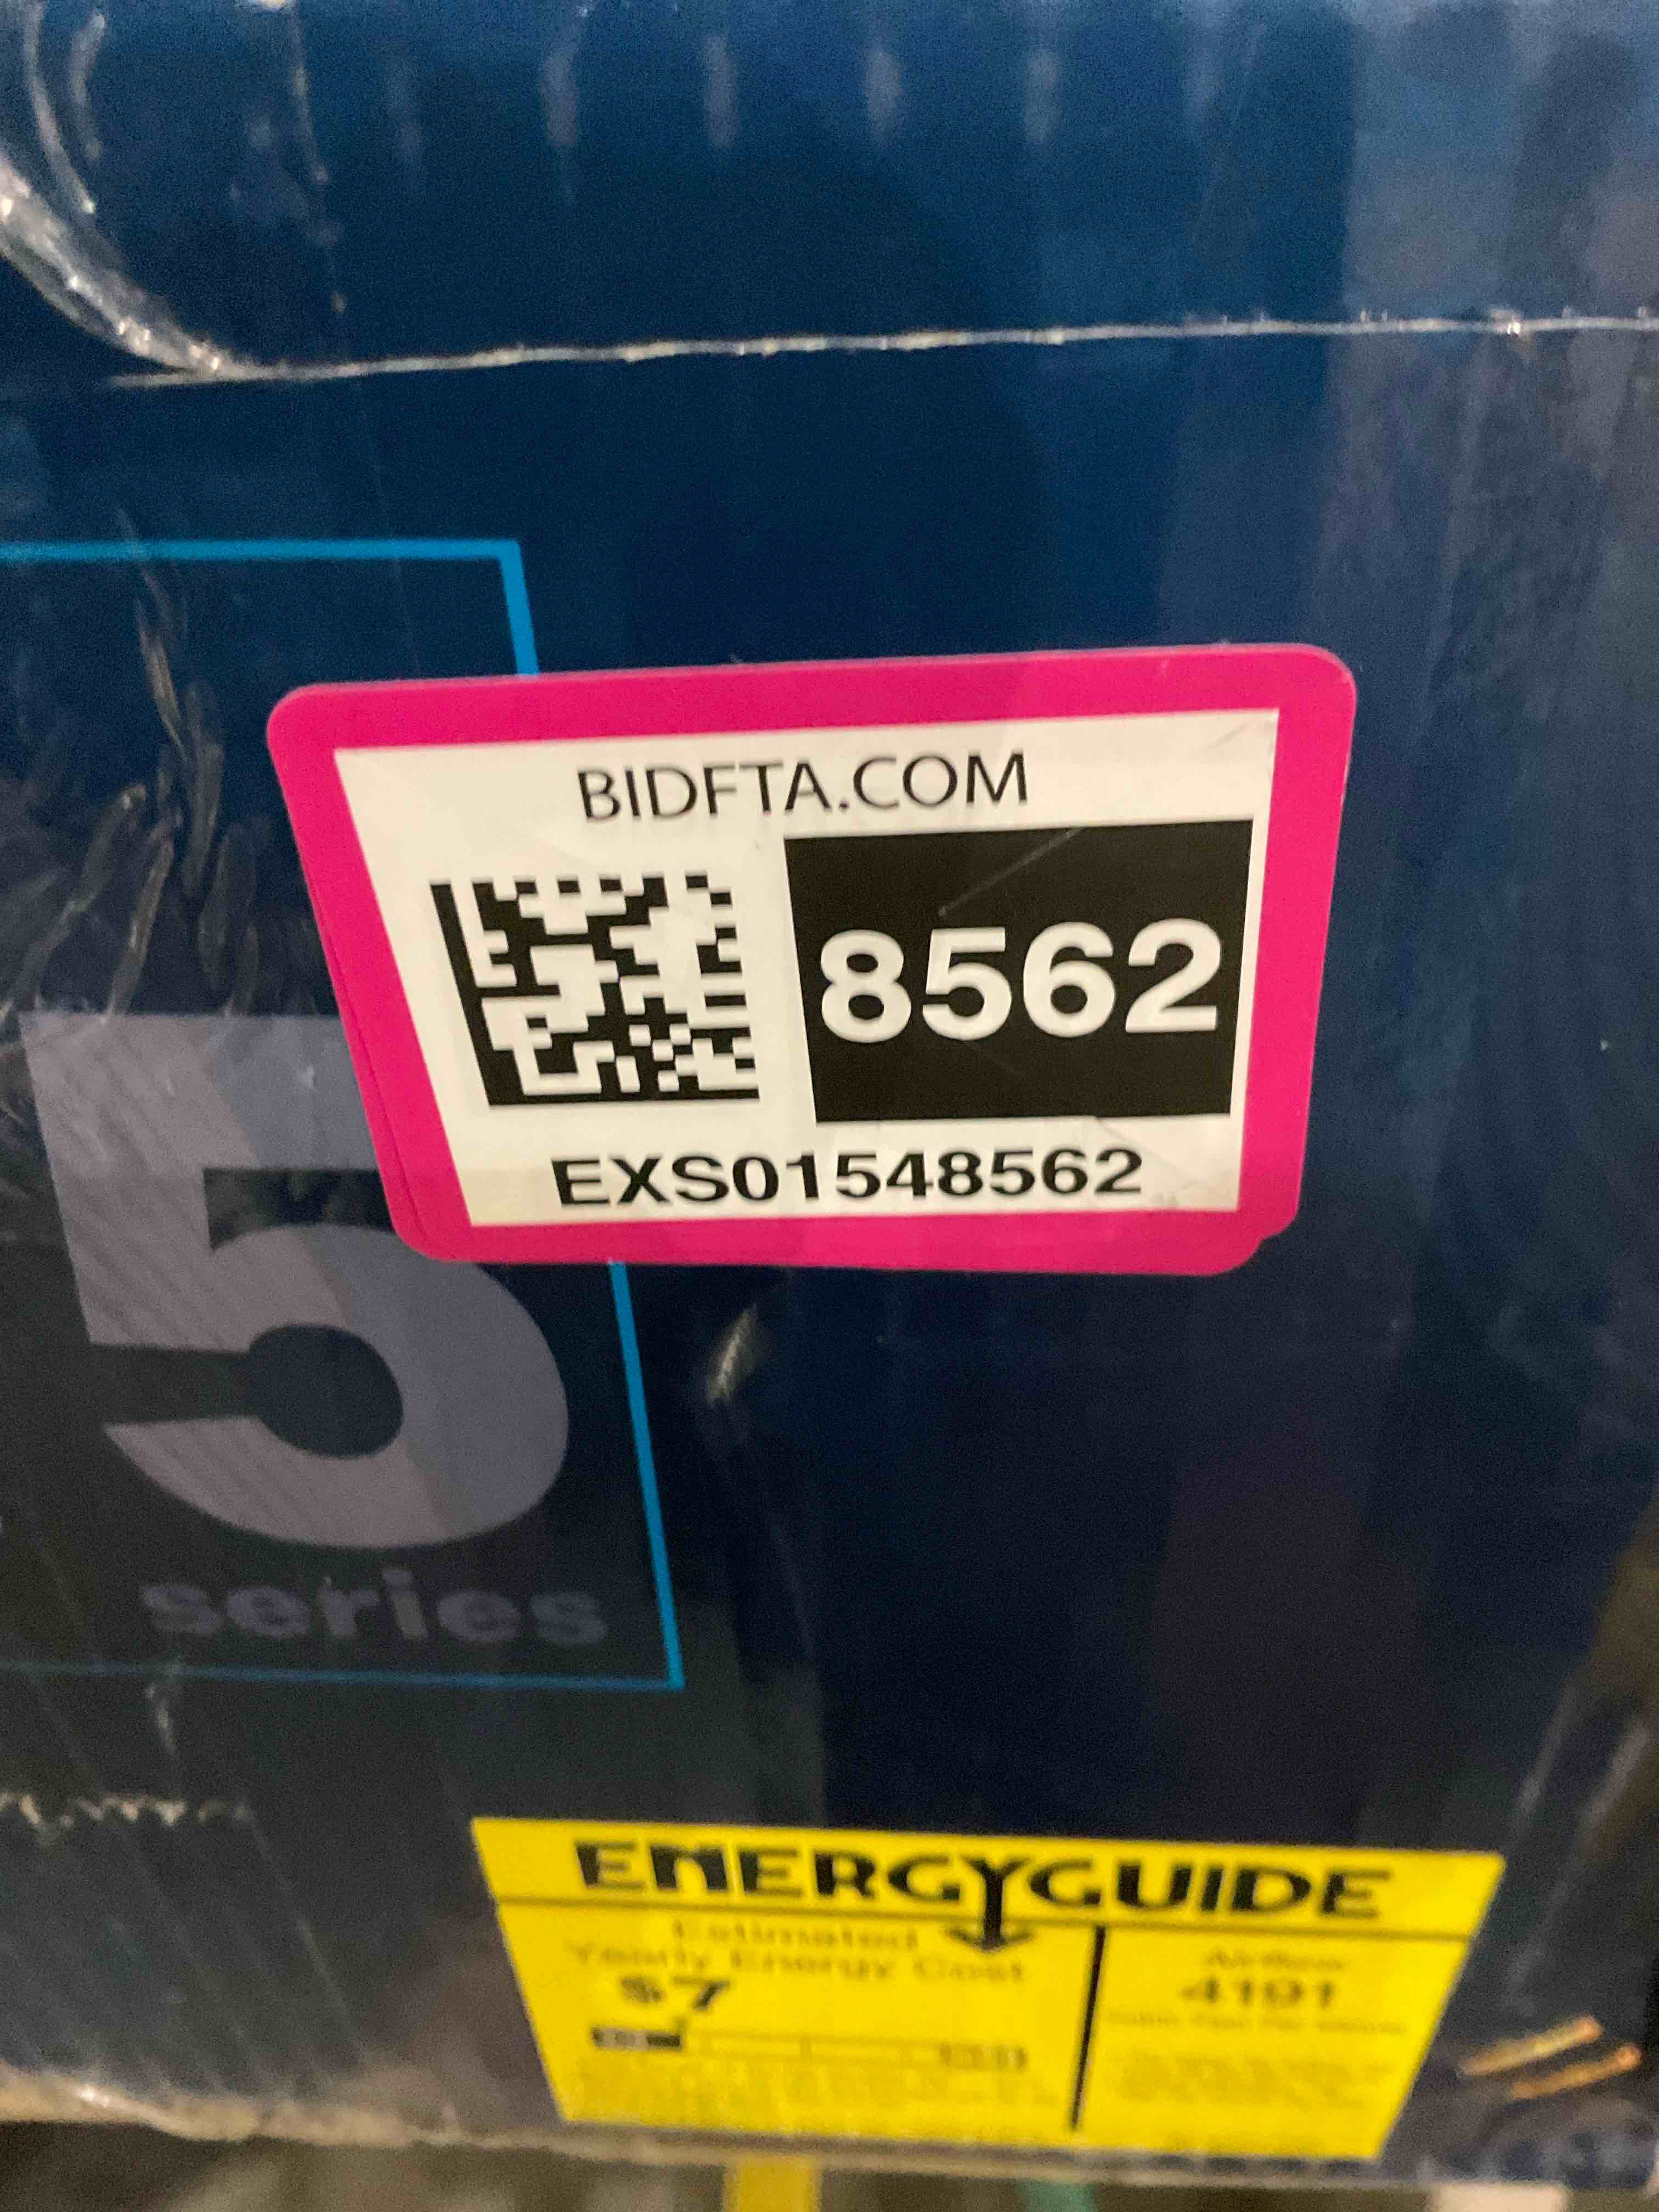 BIDFTA.COM
8562
EXS01548562
5
series
ENERGYGUIDE
Estimated
Yearly Energy Cost
$7
Airflow
4191